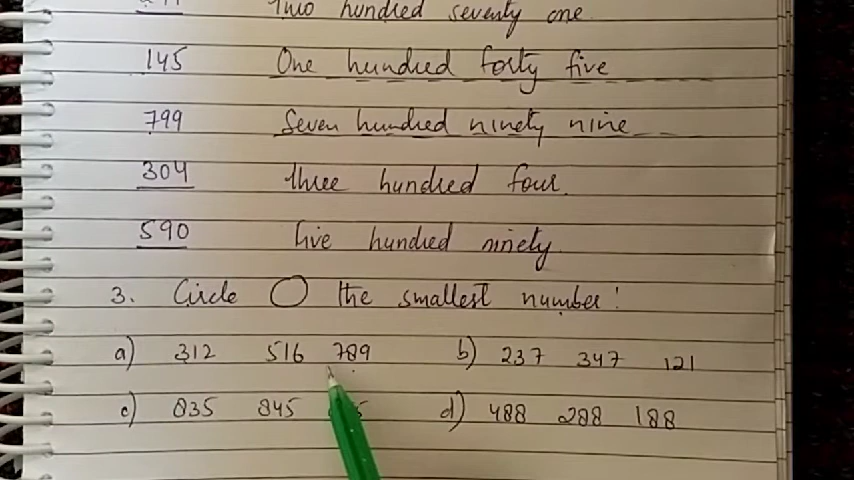 Two hundred seventy one
145 One hundred forty five
799 Seven hundred ninety nine
304 Three hundred four.
590 Five hundred ninety
3. Circle the smallest number!
a) 312 516 789 b) 237 347 121
c) 835 845 d) 488 288 188